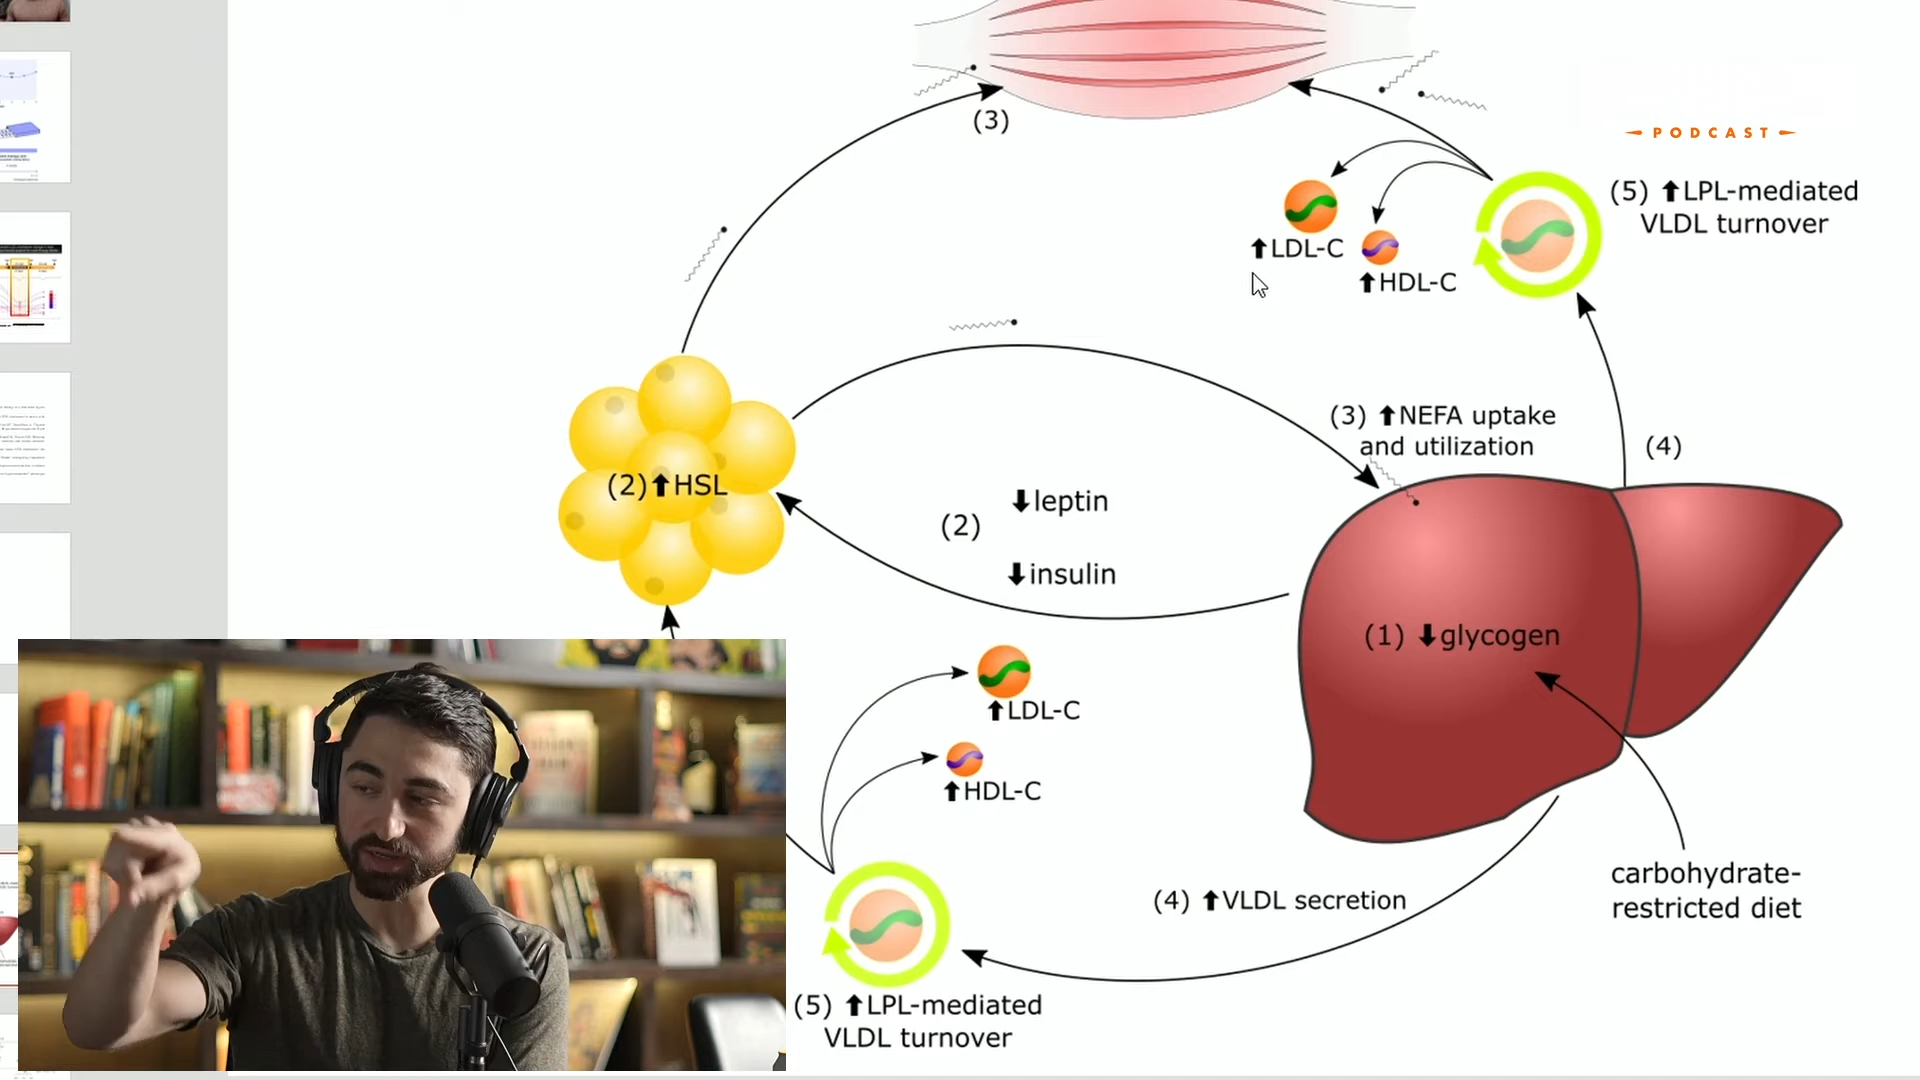 PODCAST
(3)
(5) ⬆LPL-mediated
VLDL turnover
⬆LDL-C
⬆HDL-C
(3) ⬆NEFA uptake
and utilization
(4)
(2)⬆HSL
(2)
⬇leptin
⬇insulin
(1) ⬇glycogen
⬆LDL-C
⬆HDL-C
carbohydrate-
restricted diet
(4) ⬆VLDL secretion
(5) ⬆LPL-mediated
VLDL turnover